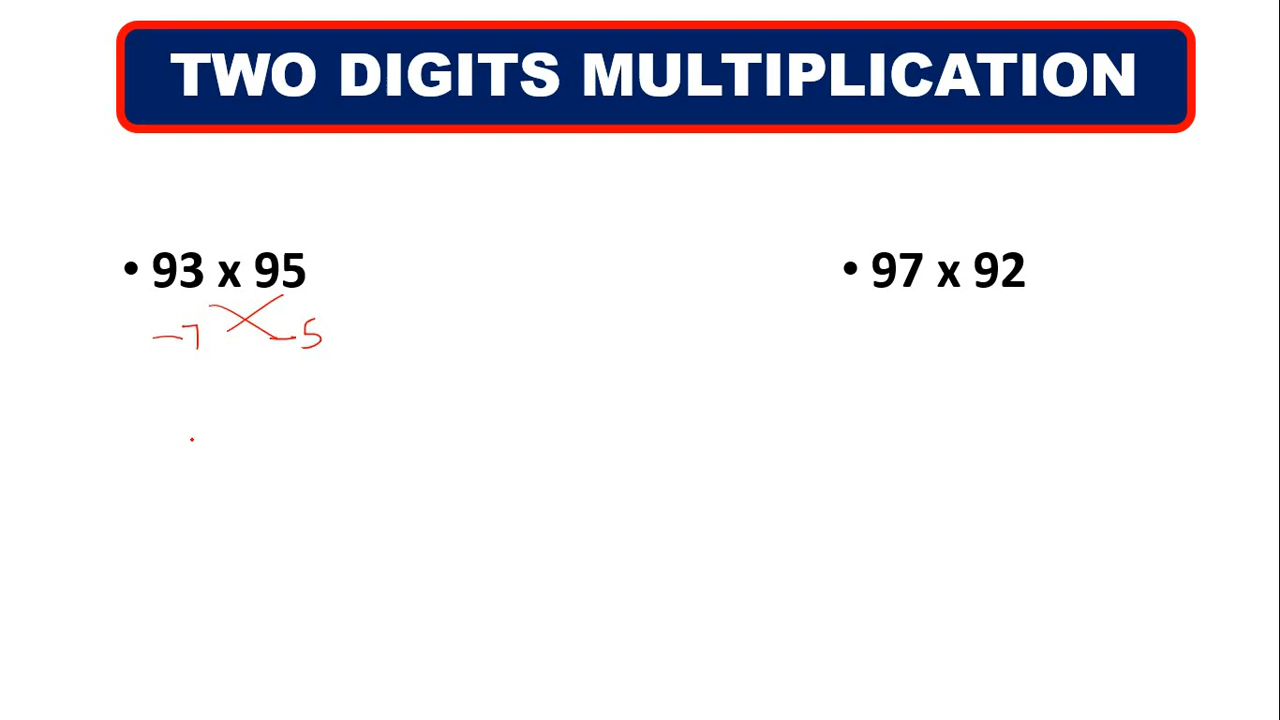 TWO DIGITS MULTIPLICATION
• 93 x 95
• 97 x 92
-7 -5